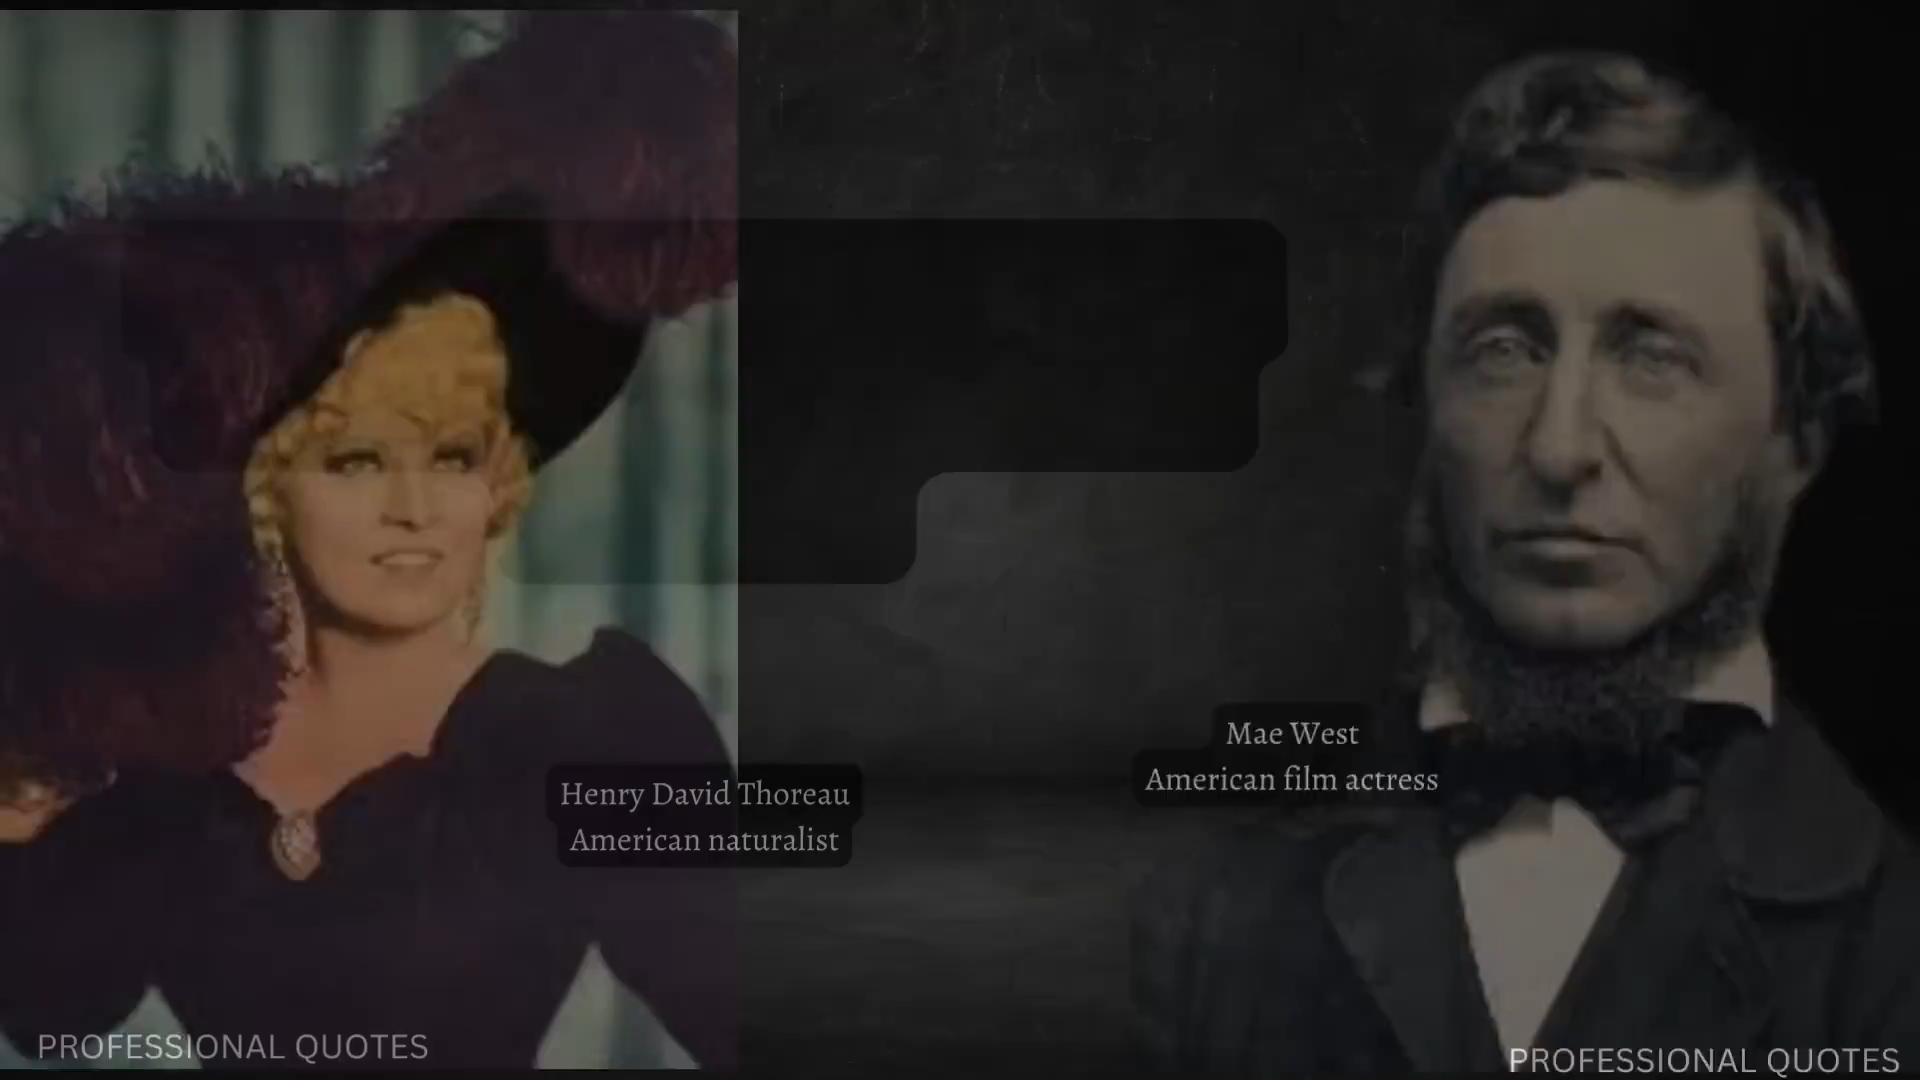 Mae West
American film actress
Henry David Thoreau
American naturalist
PROFESSIONAL QUOTES
PROFESSIONAL QUOTES